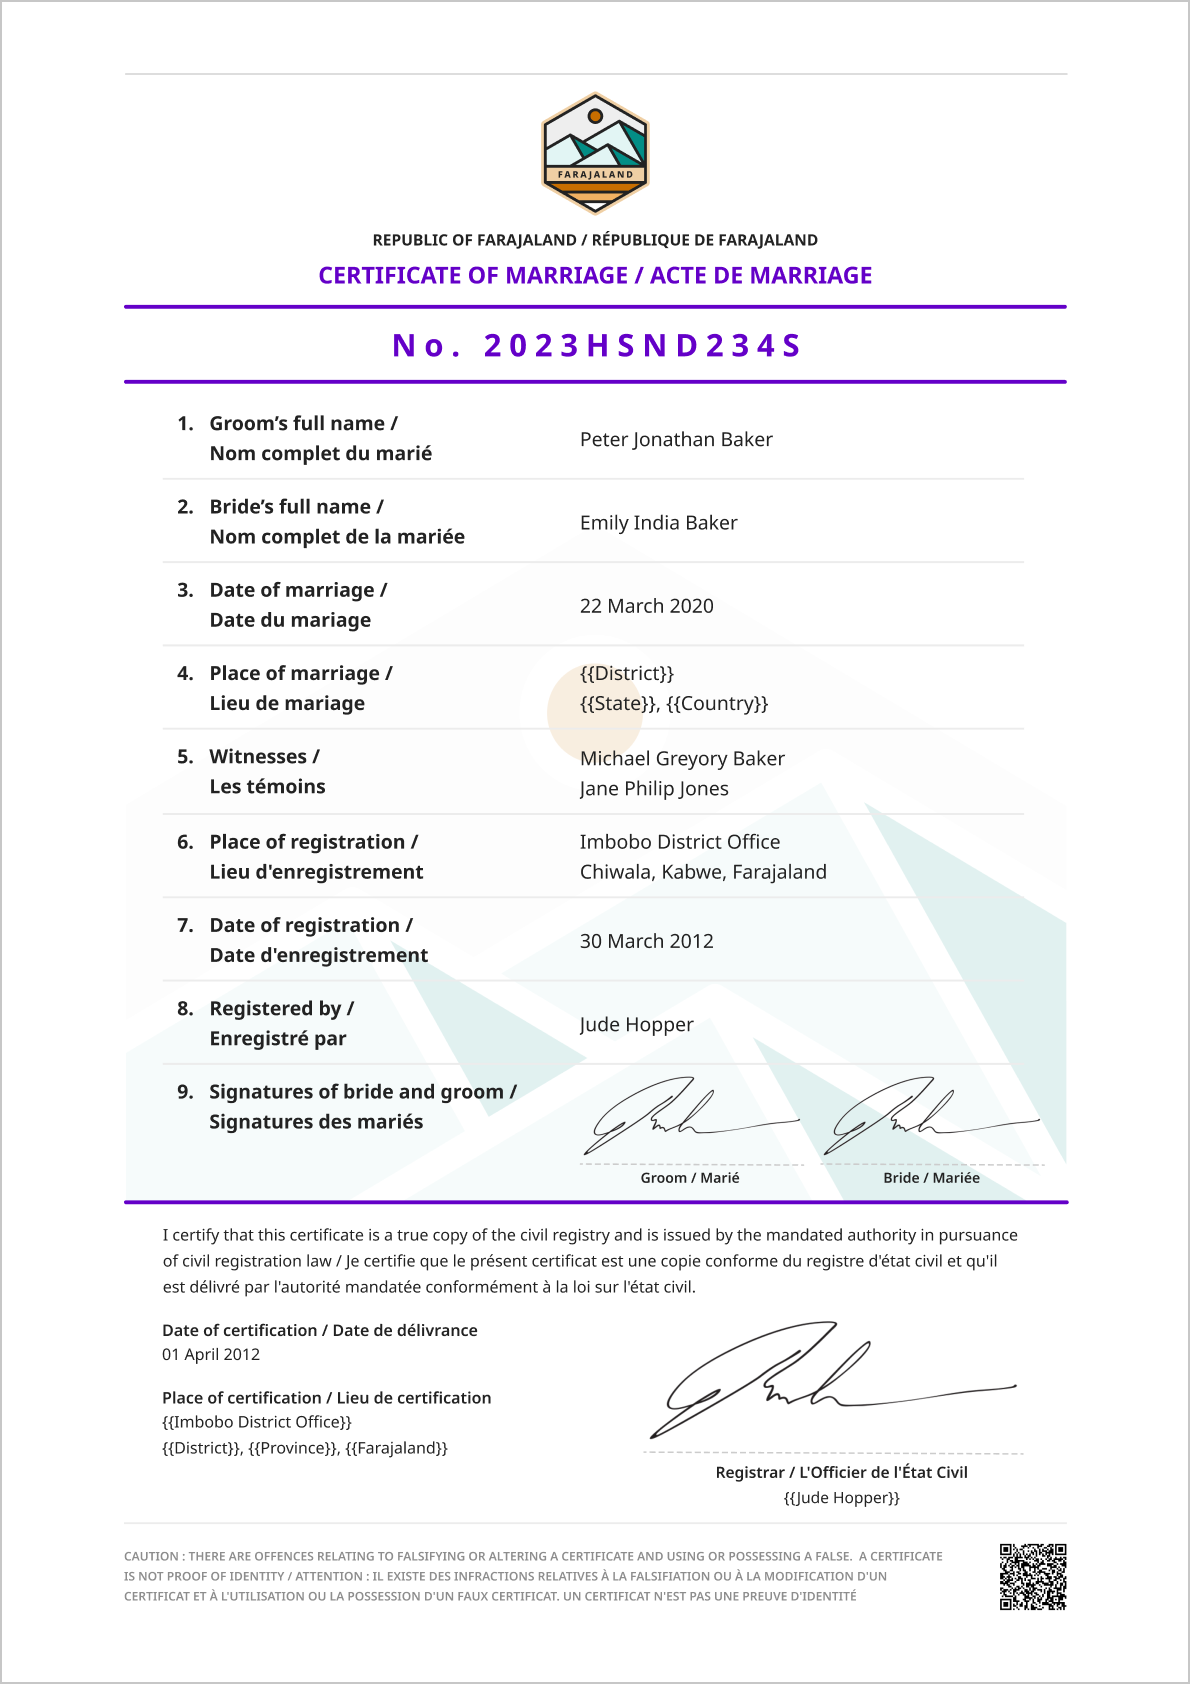 FARAJALAND
REPUBLIC OF FARAJALAND / RÉPUBLIQUE DE FARAJALAND
CERTIFICATE OF MARRIAGE / ACTE DE MARRIAGE
No. 2023HSND234S
1. Groom’s full name /
Nom complet du marié
Peter Jonathan Baker
2. Bride’s full name /
Nom complet de la mariée
Emily India Baker
3. Date of marriage /
Date du mariage
22 March 2020
4. Place of marriage /
Lieu de mariage
{{District}}
{{State}}, {{Country}}
5. Witnesses /
Les témoins
Michael Greyory Baker
Jane Philip Jones
6. Place of registration /
Lieu d'enregistrement
Imbobo District Office
Chiwala, Kabwe, Farajaland
7. Date of registration /
Date d'enregistrement
30 March 2012
8. Registered by /
Enregistré par
Jude Hopper
9. Signatures of bride and groom /
Signatures des mariés
Groom / Marié
Bride / Mariée
I certify that this certificate is a true copy of the civil registry and is issued by the mandated authority in pursuance
of civil registration law / Je certifie que le présent certificat est une copie conforme du registre d'état civil et qu'il
est délivré par l'autorité mandatée conformément à la loi sur l'état civil.
Date of certification / Date de délivrance
01 April 2012
Place of certification / Lieu de certification
{{Imbobo District Office}}
{{District}}, {{Province}}, {{Farajaland}}
Registrar / L'Officier de l'État Civil
{{Jude Hopper}}
CAUTION : THERE ARE OFFENCES RELATING TO FALSIFYING OR ALTERING A CERTIFICATE AND USING OR POSSESSING A FALSE. A CERTIFICATE
IS NOT PROOF OF IDENTITY / ATTENTION : IL EXISTE DES INFRACTIONS RELATIVES À LA FALSIFIATION OU À LA MODIFICATION D'UN
CERTIFICAT ET À L'UTILISATION OU LA POSSESSION D'UN FAUX CERTIFICAT. UN CERTIFICAT N'EST PAS UNE PREUVE D'IDENTITÉ